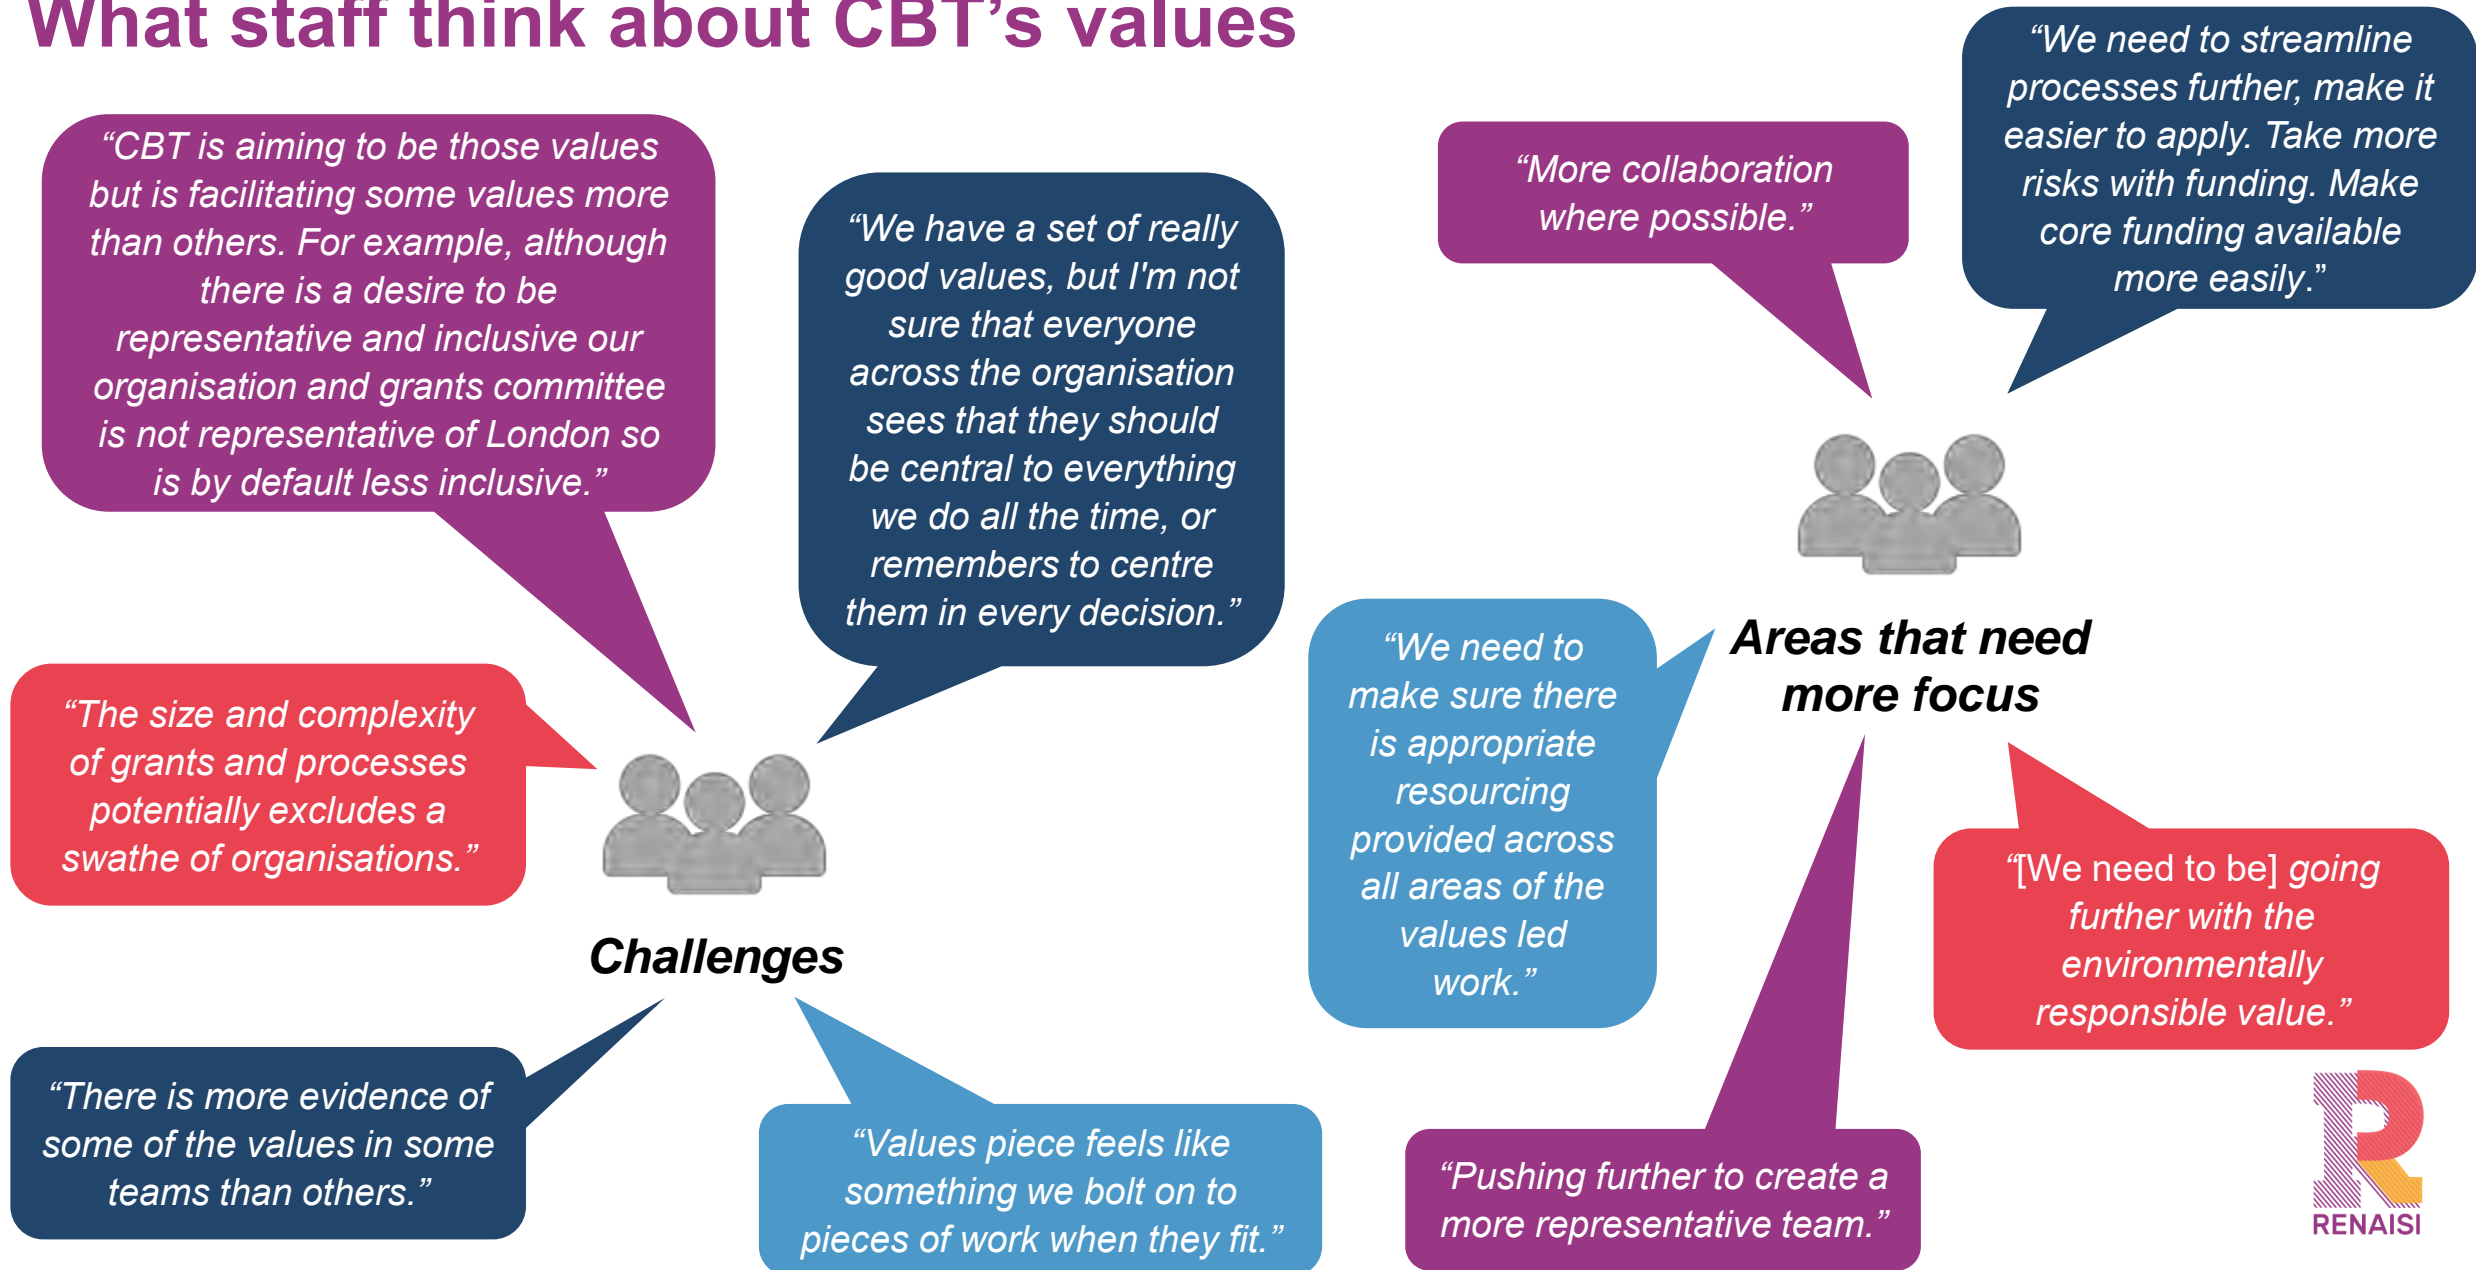 What staff think about CBT’s values
“CBT is aiming to be those values
but is facilitating some values more
than others. For example, although
there is a desire to be
representative and inclusive our
organisation and grants committee
is not representative of London so
is by default less inclusive.”
“We have a set of really
good values, but I'm not
sure that everyone
across the organisation
sees that they should
be central to everything
we do all the time, or
remembers to centre
them in every decision.”
“The size and complexity
of grants and processes
potentially excludes a
swathe of organisations.”
Challenges
“There is more evidence of
some of the values in some
teams than others.”
“Values piece feels like
something we bolt on to
pieces of work when they fit.”
“More collaboration
where possible.”
“We need to streamline
processes further, make it
easier to apply. Take more
risks with funding. Make
core funding available
more easily.”
Areas that need
more focus
“We need to
make sure there
is appropriate
resourcing
provided across
all areas of the
values led
work.”
“[We need to be] going
further with the
environmentally
responsible value.”
“Pushing further to create a
more representative team.”
R
RENAISI